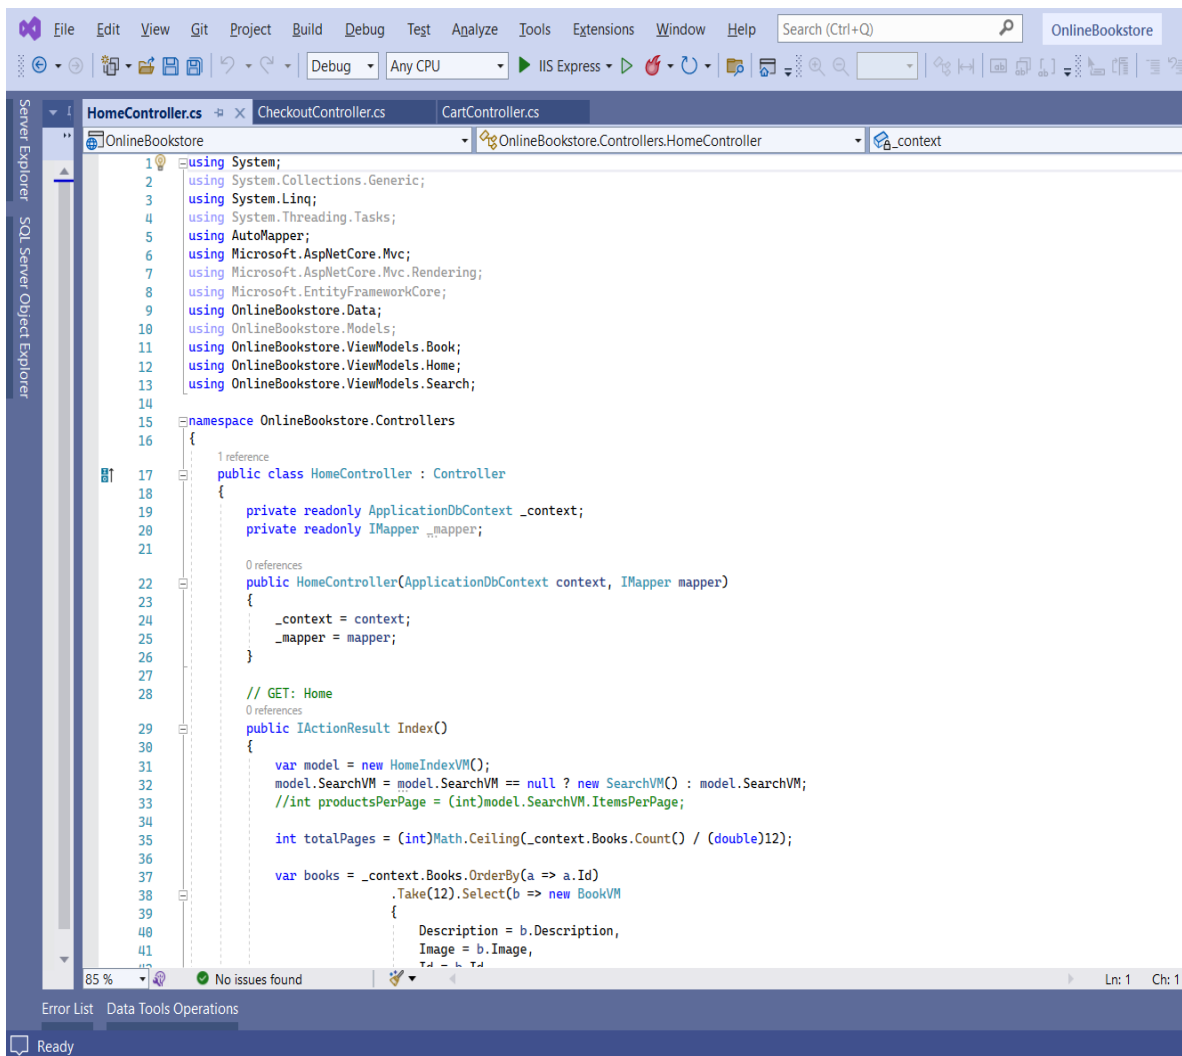 File Edit View Git Project Build Debug Test Analyze Tools Extensions Window Help Search (Ctrl+Q) OnlineBookstore
Debug Any CPU IIS Express
Server Explorer
SQL Server Object Explorer
HomeController.cs CheckoutController.cs CartController.cs
OnlineBookstore OnlineBookstore.Controllers.HomeController _context
1 using System;
2 using System.Collections.Generic;
3 using System.Linq;
4 using System.Threading.Tasks;
5 using AutoMapper;
6 using Microsoft.AspNetCore.Mvc;
7 using Microsoft.AspNetCore.Mvc.Rendering;
8 using Microsoft.EntityFrameworkCore;
9 using OnlineBookstore.Data;
10 using OnlineBookstore.Models;
11 using OnlineBookstore.ViewModels.Book;
12 using OnlineBookstore.ViewModels.Home;
13 using OnlineBookstore.ViewModels.Search;
14
15 namespace OnlineBookstore.Controllers
16 {
1 reference
17 public class HomeController : Controller
18 {
19 private readonly ApplicationDbContext _context;
20 private readonly IMapper _mapper;
21
0 references
22 public HomeController(ApplicationDbContext context, IMapper mapper)
23 {
24 _context = context;
25 _mapper = mapper;
26 }
27
28 // GET: Home
0 references
29 public IActionResult Index()
30 {
31 var model = new HomeIndexVM();
32 model.SearchVM = model.SearchVM == null ? new SearchVM() : model.SearchVM;
33 //int productsPerPage = (int)model.SearchVM.ItemsPerPage;
34
35 int totalPages = (int)Math.Ceiling(_context.Books.Count() / (double)12);
36
37 var books = _context.Books.OrderBy(a => a.Id)
38 .Take(12).Select(b => new BookVM
39 {
40 Description = b.Description,
41 Image = b.Image,
42 Id = b.Id
85 % No issues found Ln: 1 Ch: 1
Error List Data Tools Operations
Ready